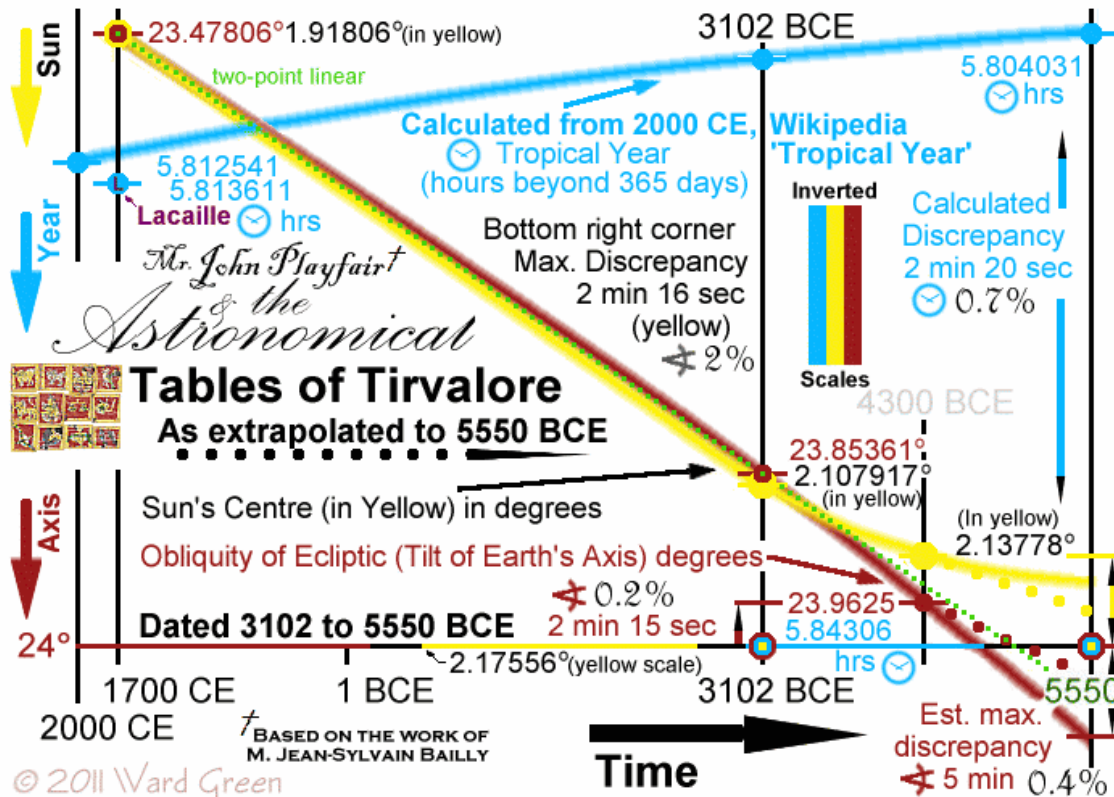 Sun
23.47806° 1.91806° (in yellow)
3102 BCE
two-point linear
5.804031
hrs
Calculated from 2000 CE, Wikipedia
Tropical Year 'Tropical Year'
(hours beyond 365 days)
5.812541
5.813611
L
Lacaille hrs
Year
Inverted
Scales
Calculated
Discrepancy
2 min 20 sec
0.7%
Bottom right corner
Max. Discrepancy
2 min 16 sec
(yellow)
2%
Mr. John Playfair†
& the
Astronomical
Tables of Tirvalore
As extrapolated to 5550 BCE
4300 BCE
23.85361°
2.107917°
(in yellow)
Sun's Centre (in Yellow) in degrees
(In yellow)
2.13778°
Axis
Obliquity of Ecliptic (Tilt of Earth's Axis) degrees
0.2%
2 min 15 sec
23.9625
Dated 3102 to 5550 BCE
5.84306
hrs
24°
2.17556° (yellow scale)
1700 CE
1 BCE
3102 BCE
5550
2000 CE
†Based on the work of
M. Jean-Sylvain Bailly
Time
Est. max.
discrepancy
5 min 0.4%
© 2011 Ward Green